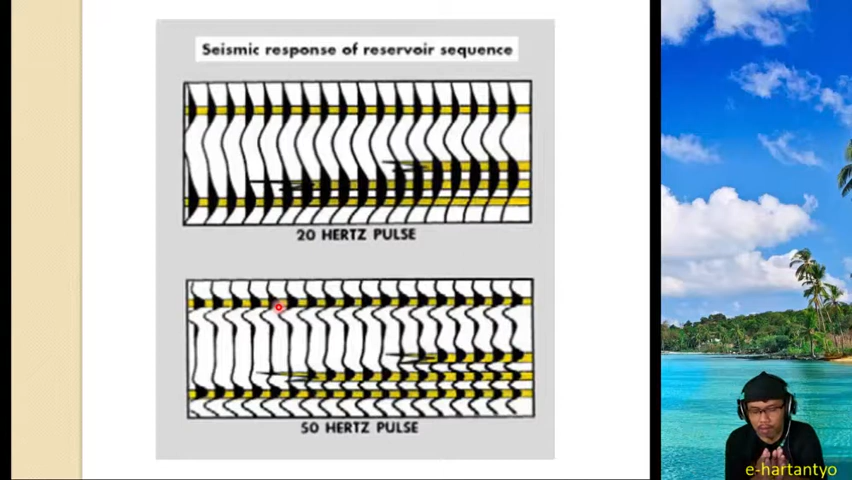 Seismic response of reservoir sequence
20 HERTZ PULSE
50 HERTZ PULSE
e-hartantyo